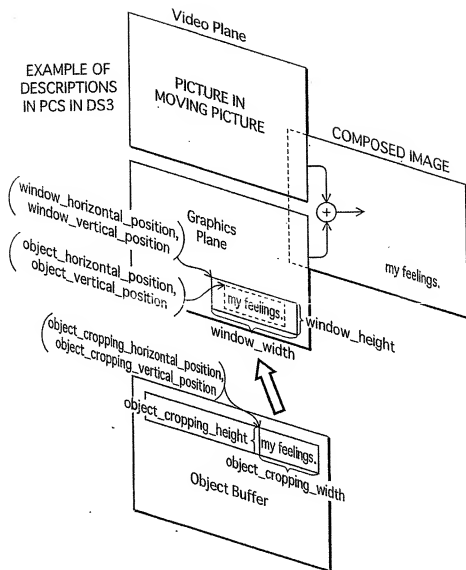 Video Plane
EXAMPLE OF
DESCRIPTIONS
IN PCS IN DS3
PICTURE IN
MOVING PICTURE
COMPOSED IMAGE
window_horizontal_position,
window_vertical_position
Graphics
Plane
object_horizontal_position,
object_vertical_position
my feelings.
my feelings.
window_height
window_width
object_cropping_horizontal_position,
object_cropping_vertical_position
object_cropping_height
my feelings.
object_cropping_width
Object Buffer